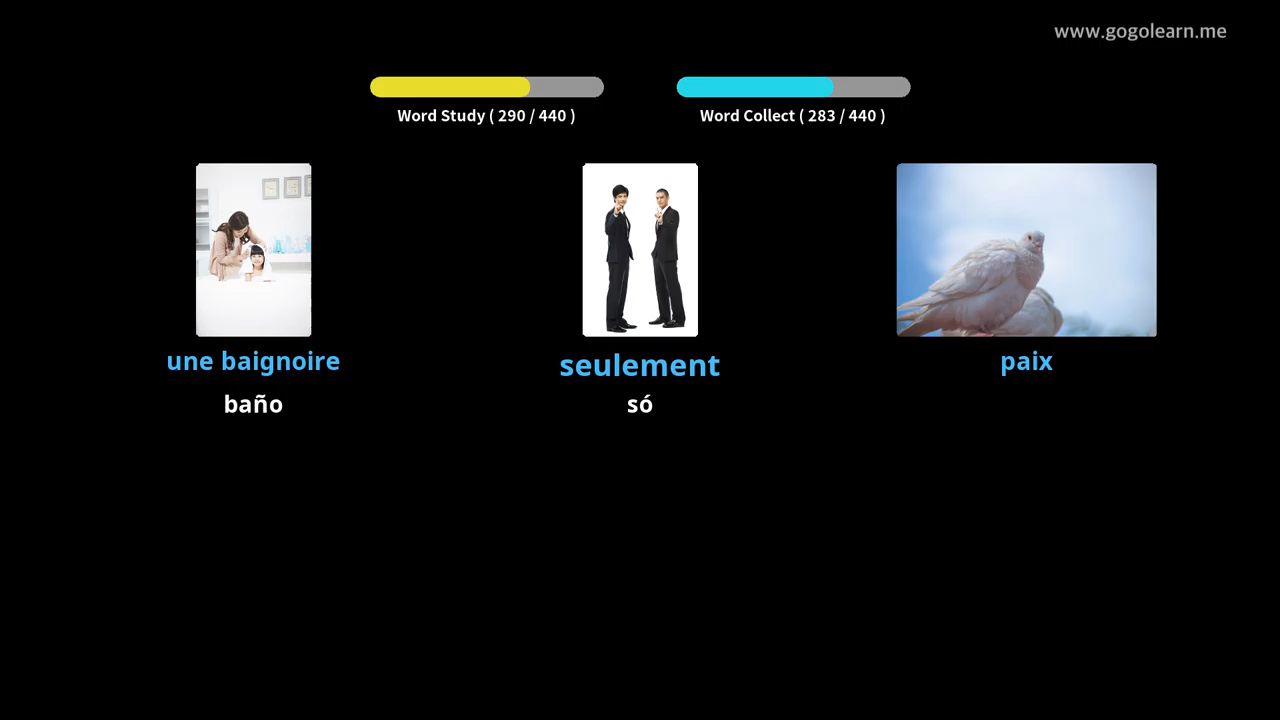 www.gogolearn.me
Word Study ( 290 / 440 )
Word Collect ( 283 / 440 )
une baignoire
baño
seulement
só
paix